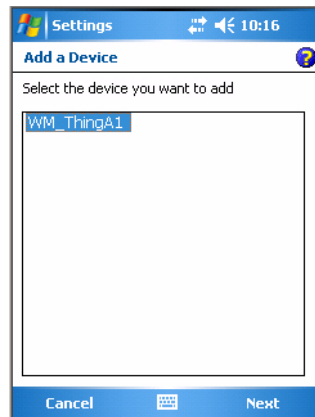 Settings 10:16
Add a Device
Select the device you want to add
WM_ThingA1
Cancel Next